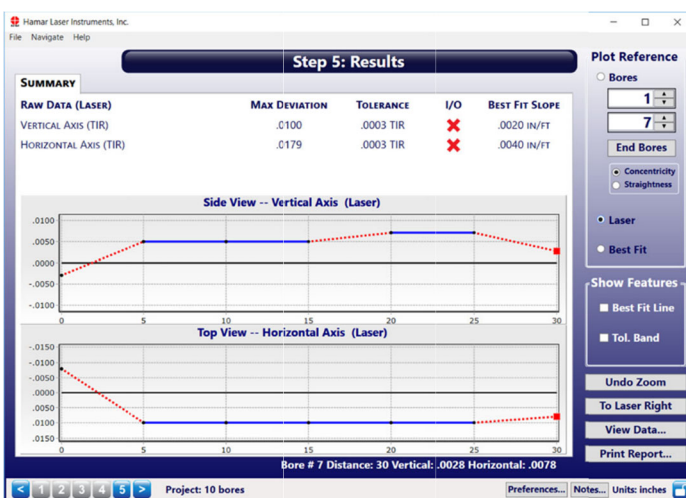 Hamar Laser Instruments, Inc.
File Navigate Help
Step 5: Results
SUMMARY
RAW DATA (LASER) MAX DEVIATION TOLERANCE I/O BEST FIT SLOPE
VERTICAL AXIS (TIR) .0100 .0003 TIR .0020 IN/FT
HORIZONTAL AXIS (TIR) .0179 .0003 TIR .0040 IN/FT
Side View -- Vertical Axis (Laser)
.0100
.0050
.0000
-.0050
-.0100
0 5 10 15 20 25 30
Top View -- Horizontal Axis (Laser)
-.0150
-.0100
-.0050
.0000
.0050
.0100
.0150
0 5 10 15 20 25 30
Bore # 7 Distance: 30 Vertical: .0028 Horizontal: .0078
Plot Reference
Bores
1
7
End Bores
Concentricity
Straightness
Laser
Best Fit
Show Features
Best Fit Line
Tol. Band
Undo Zoom
To Laser Right
View Data...
Print Report...
< 1 2 3 4 5 > Project: 10 bores Preferences... Notes... Units: inches